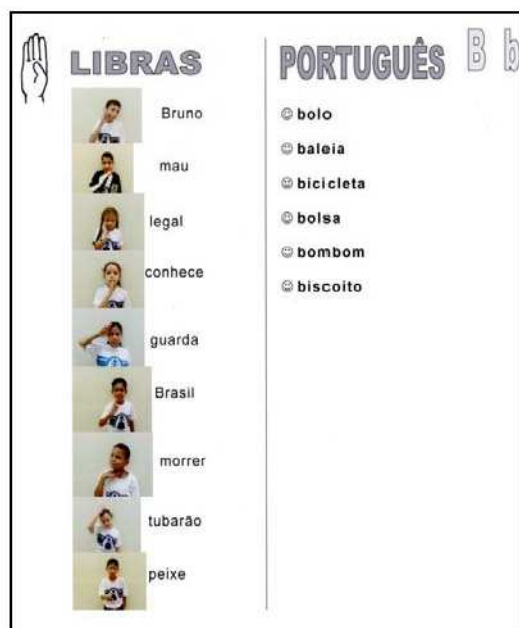 LIBRAS
Bruno
mau
legal
conhece
guarda
Brasil
morrer
tubarão
peixe
PORTUGUÊS B b
bolo
baleia
bicicleta
bolsa
bombom
biscoito